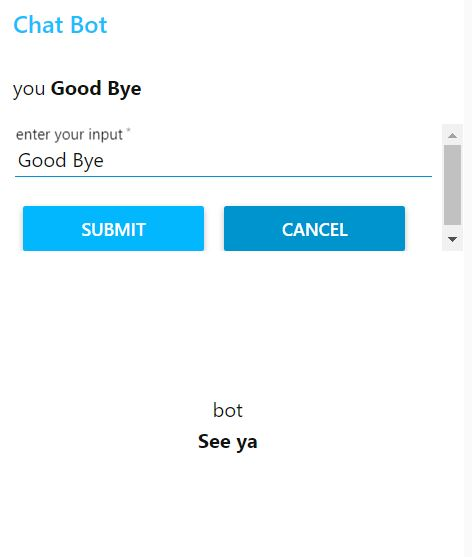 Chat Bot
you Good Bye
enter your input *
Good Bye
SUBMIT CANCEL
bot
See ya